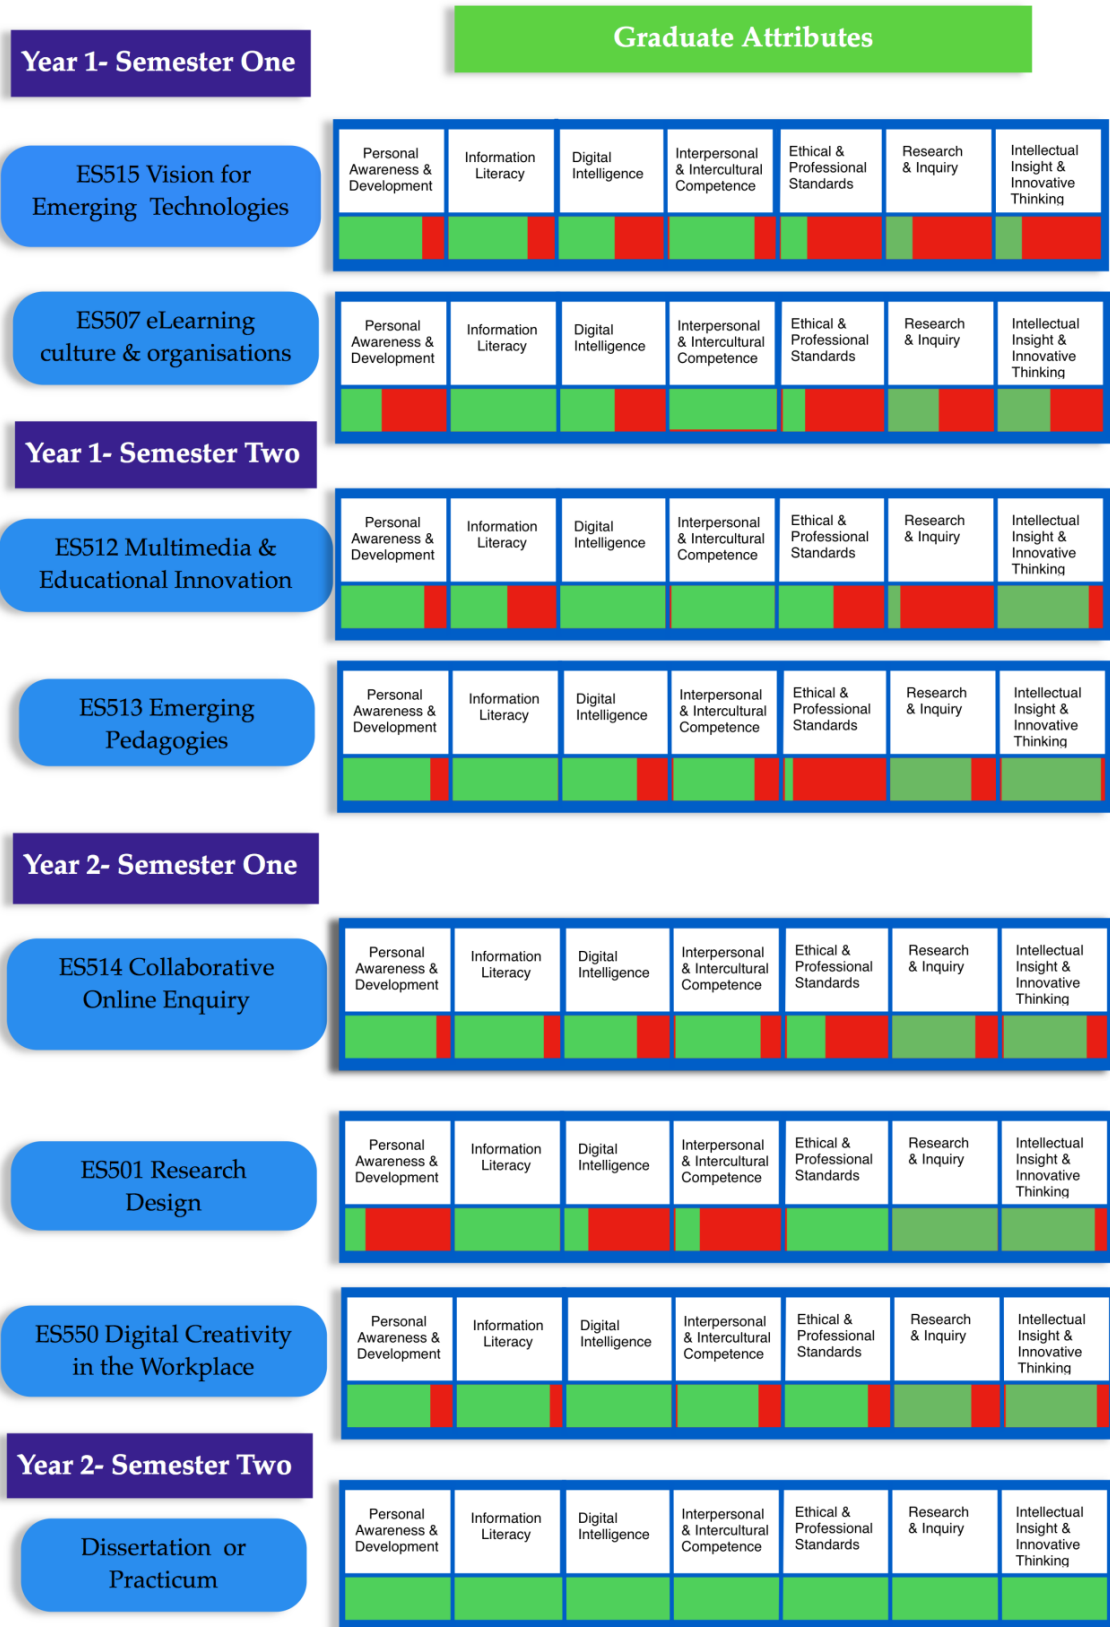 Graduate Attributes
Year 1- Semester One
ES515 Vision for
Emerging Technologies
Personal
Awareness &
Development
Information
Literacy
Digital
Intelligence
Interpersonal
& Intercultural
Competence
Ethical &
Professional
Standards
Research
& Inquiry
Intellectual
Insight &
Innovative
Thinking
ES507 eLearning
culture & organisations
Personal
Awareness &
Development
Information
Literacy
Digital
Intelligence
Interpersonal
& Intercultural
Competence
Ethical &
Professional
Standards
Research
& Inquiry
Intellectual
Insight &
Innovative
Thinking
Year 1- Semester Two
ES512 Multimedia &
Educational Innovation
Personal
Awareness &
Development
Information
Literacy
Digital
Intelligence
Interpersonal
& Intercultural
Competence
Ethical &
Professional
Standards
Research
& Inquiry
Intellectual
Insight &
Innovative
Thinking
ES513 Emerging
Pedagogies
Personal
Awareness &
Development
Information
Literacy
Digital
Intelligence
Interpersonal
& Intercultural
Competence
Ethical &
Professional
Standards
Research
& Inquiry
Intellectual
Insight &
Innovative
Thinking
Year 2- Semester One
ES514 Collaborative
Online Enquiry
Personal
Awareness &
Development
Information
Literacy
Digital
Intelligence
Interpersonal
& Intercultural
Competence
Ethical &
Professional
Standards
Research
& Inquiry
Intellectual
Insight &
Innovative
Thinking
ES501 Research
Design
Personal
Awareness &
Development
Information
Literacy
Digital
Intelligence
Interpersonal
& Intercultural
Competence
Ethical &
Professional
Standards
Research
& Inquiry
Intellectual
Insight &
Innovative
Thinking
ES550 Digital Creativity
in the Workplace
Personal
Awareness &
Development
Information
Literacy
Digital
Intelligence
Interpersonal
& Intercultural
Competence
Ethical &
Professional
Standards
Research
& Inquiry
Intellectual
Insight &
Innovative
Thinking
Year 2- Semester Two
Dissertation or
Practicum
Personal
Awareness &
Development
Information
Literacy
Digital
Intelligence
Interpersonal
& Intercultural
Competence
Ethical &
Professional
Standards
Research
& Inquiry
Intellectual
Insight &
Innovative
Thinking